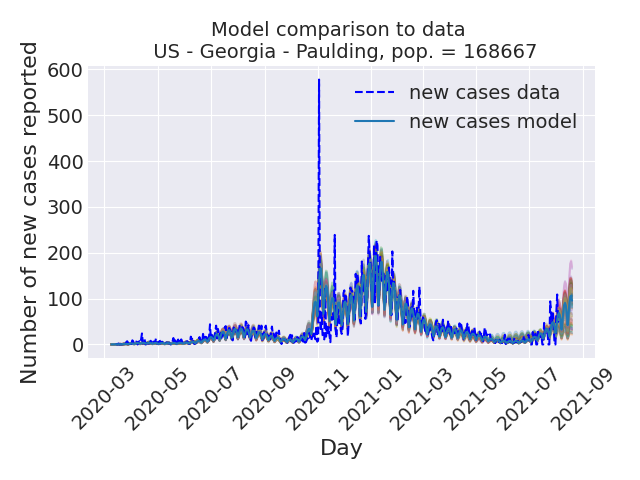 Model comparison to data
US - Georgia - Paulding, pop. = 168667
Number of new cases reported
600
500
400
300
200
100
0
new cases data
new cases model
2020-03
2020-05
2020-07
2020-09
2020-11
2021-01
2021-03
2021-05
2021-07
2021-09
Day